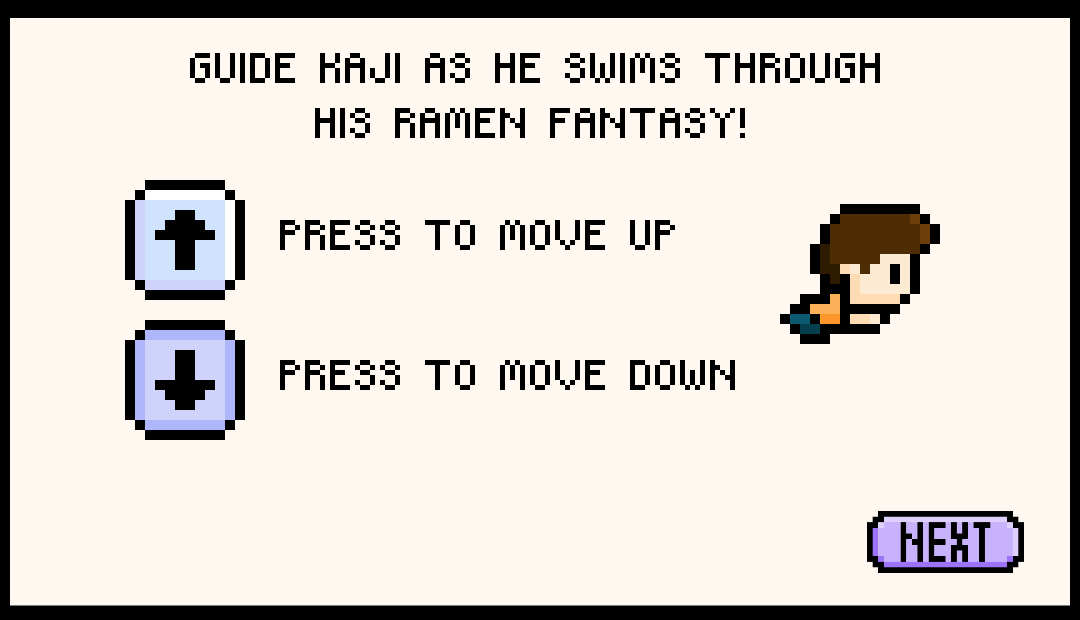 GUIDE KAJI AS HE SWIMS THROUGH
HIS RAMEN FANTASY!
PRESS TO MOVE UP
PRESS TO MOVE DOWN
NEXT